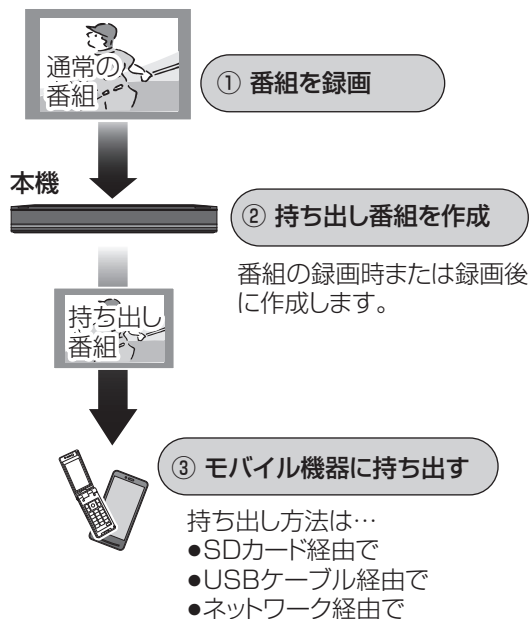 通常の
番組
① 番組を録画
本機
② 持ち出し番組を作成
番組の録画時または録画後
に作成します。
持ち出し
番組
③ モバイル機器に持ち出す
持ち出し方法は…
●SDカード経由で
●USBケーブル経由で
●ネットワーク経由で